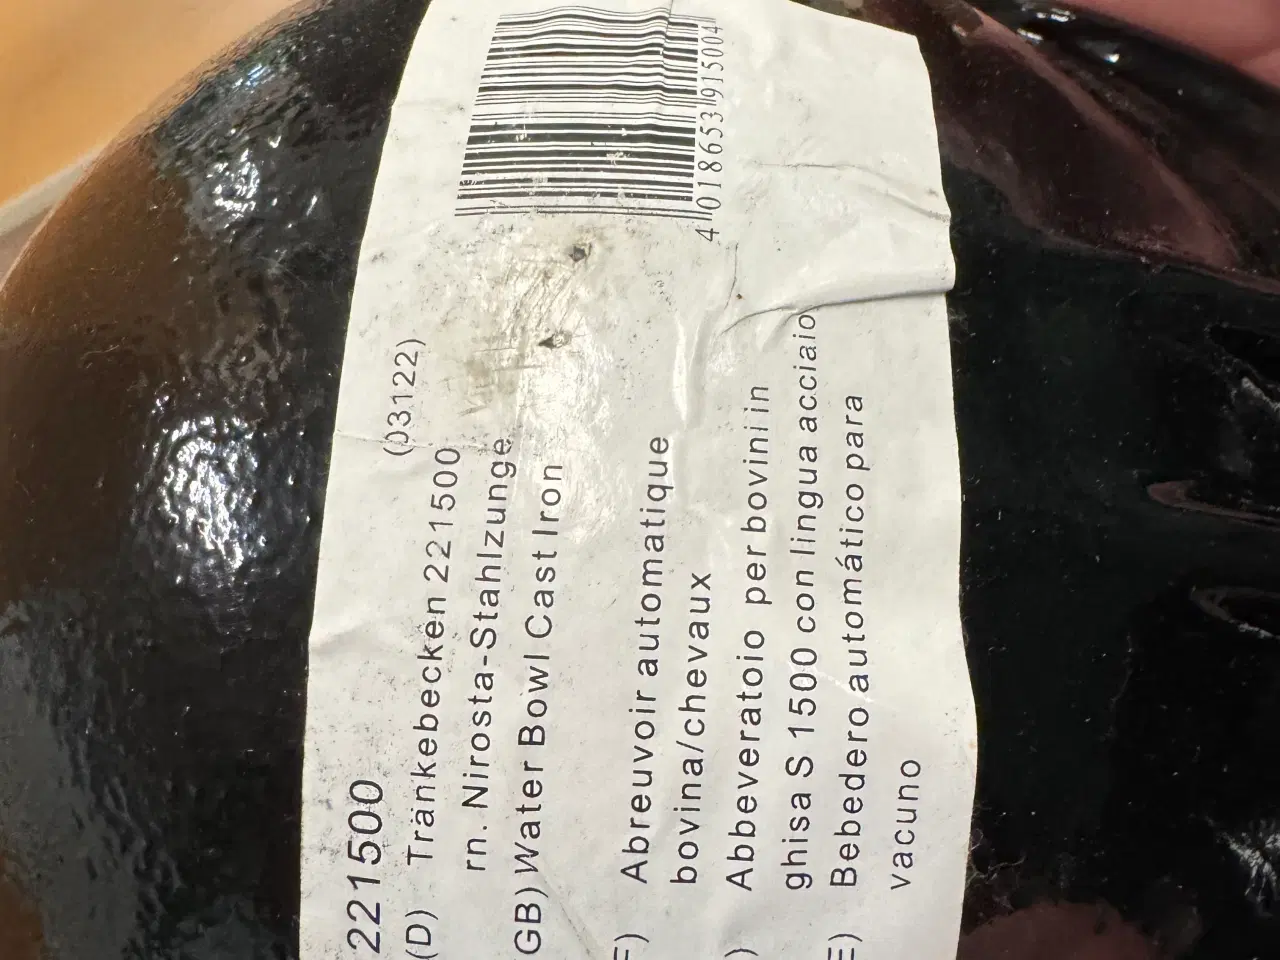 4 018653 915004
221500 (03122)
(D) Tränkebecken 221500
m. Nirosta-Stahlzunge
GB) Water Bowl Cast Iron
F) Abreuvoir automatique
bovina/chevaux
) Abbeveratoio per bovini in
ghisa S 1500 con lingua acciaio
E) Bebedero automático para
vacuno